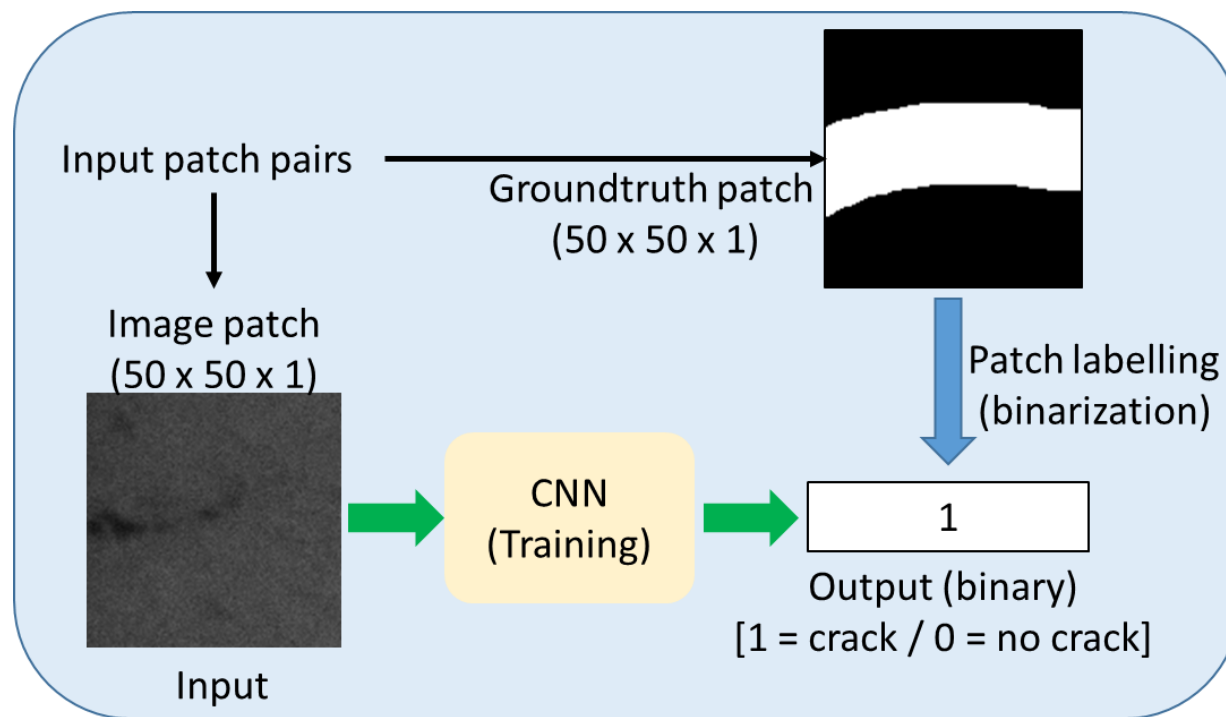 Input patch pairs
Groundtruth patch
(50 x 50 x 1)
Image patch
(50 x 50 x 1)
Patch labelling
(binarization)
CNN
(Training)
1
Output (binary)
[1 = crack / 0 = no crack]
Input